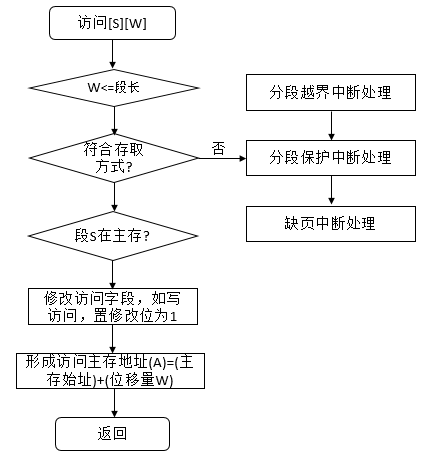 访问[S][W]
W<=段长
符合存取
方式?
否
段S在主存?
修改访问字段，如写
访问，置修改位为1
形成访问主存地址(A)=(主
存始址)+(位移量W)
返回
分段越界中断处理
分段保护中断处理
缺页中断处理